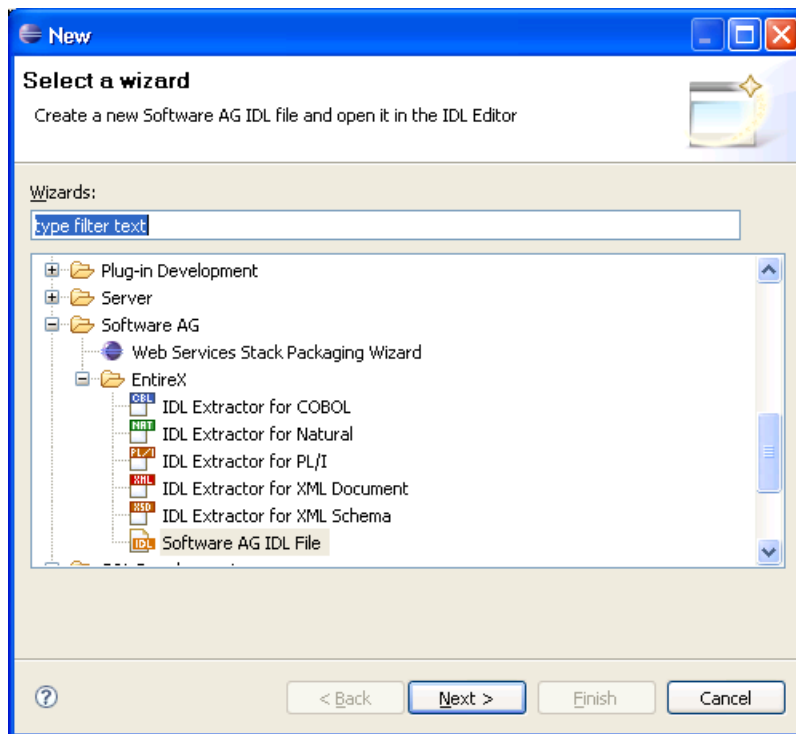 New
Select a wizard
Create a new Software AG IDL file and open it in the IDL Editor
Wizards:
type filter text
Plug-in Development
Server
Software AG
Web Services Stack Packaging Wizard
EntireX
CBL IDL Extractor for COBOL
NAT IDL Extractor for Natural
PL/I IDL Extractor for PL/I
XML IDL Extractor for XML Document
XSD IDL Extractor for XML Schema
IDL Software AG IDL File
? < Back Next > Finish Cancel